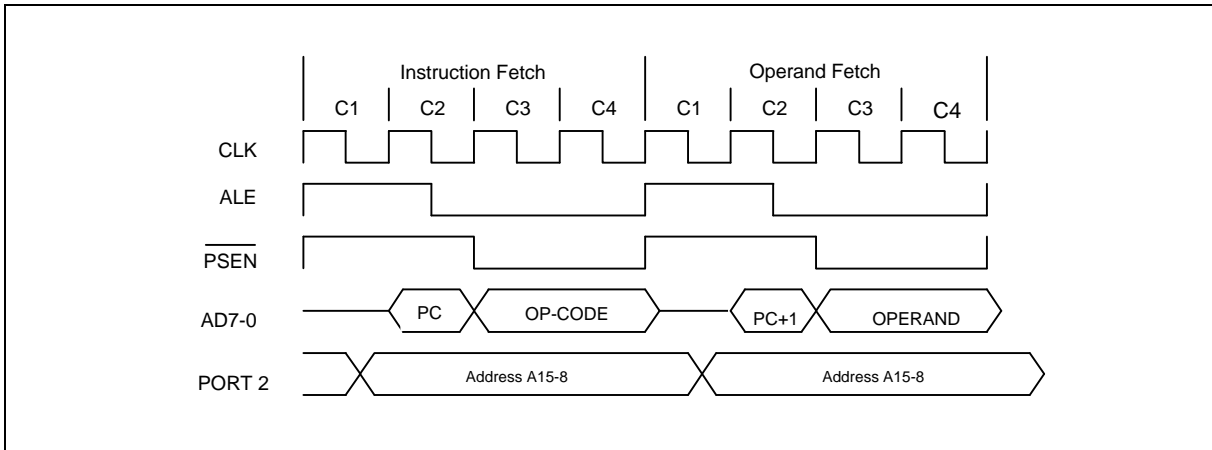 Instruction Fetch Operand Fetch
C1 C2 C3 C4 C1 C2 C3 C4
CLK
ALE
PSEN
AD7-0 PC OP-CODE PC+1 OPERAND
PORT 2 Address A15-8 Address A15-8